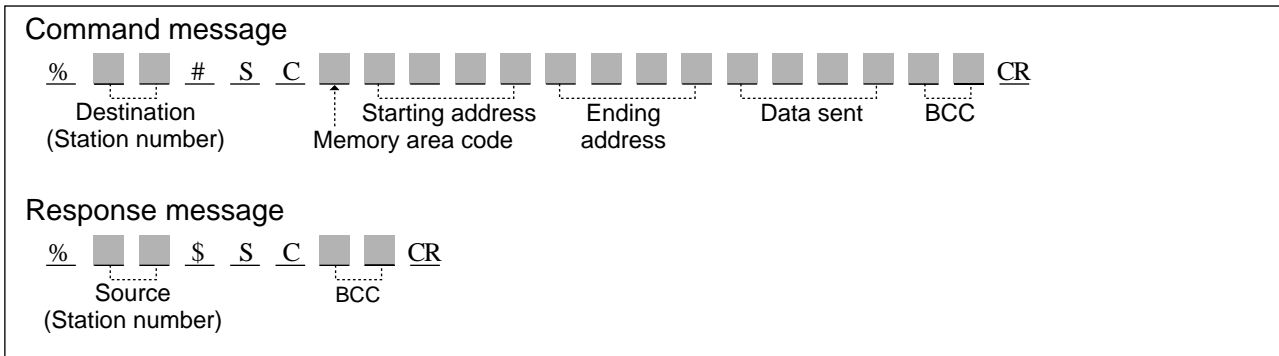 Command message
% # S C CR
Destination
(Station number)
Memory area code
Starting address
Ending
address
Data sent
BCC
Response message
% $ S C CR
Source
(Station number)
BCC